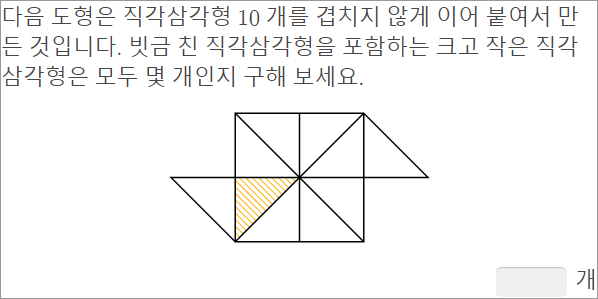 다음 도형은 직각삼각형 10 개를 겹치지 않게 이어 붙여서 만
든 것입니다. 빗금 친 직각삼각형을 포함하는 크고 작은 직각
삼각형은 모두 몇 개인지 구해 보세요.
개